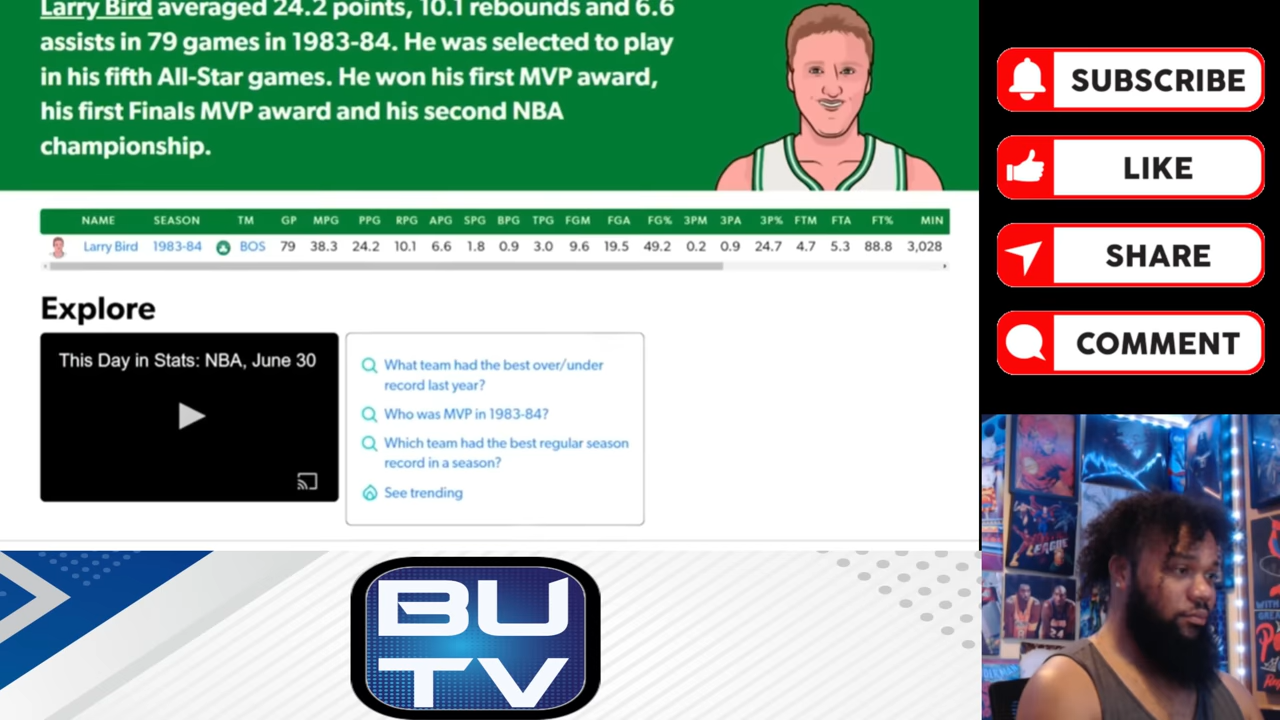 Larry Bird averaged 24.2 points, 10.1 rebounds and 6.6
assists in 79 games in 1983-84. He was selected to play
in his fifth All-Star games. He won his first MVP award,
his first Finals MVP award and his second NBA
championship.
NAME SEASON TM GP MPG PPG RPG APG SPG BPG TPG FGM FGA FG% 3PM 3PA 3P% FTM FTA FT% MIN
Larry Bird 1983-84 BOS 79 38.3 24.2 10.1 6.6 1.8 0.9 3.0 9.6 19.5 49.2 0.2 0.9 24.7 4.7 5.3 88.8 3,028
Explore
This Day in Stats: NBA, June 30
What team had the best over/under
record last year?
Who was MVP in 1983-84?
Which team had the best regular season
record in a season?
See trending
BU
TV
SUBSCRIBE
LIKE
SHARE
COMMENT
LEAGUE
24